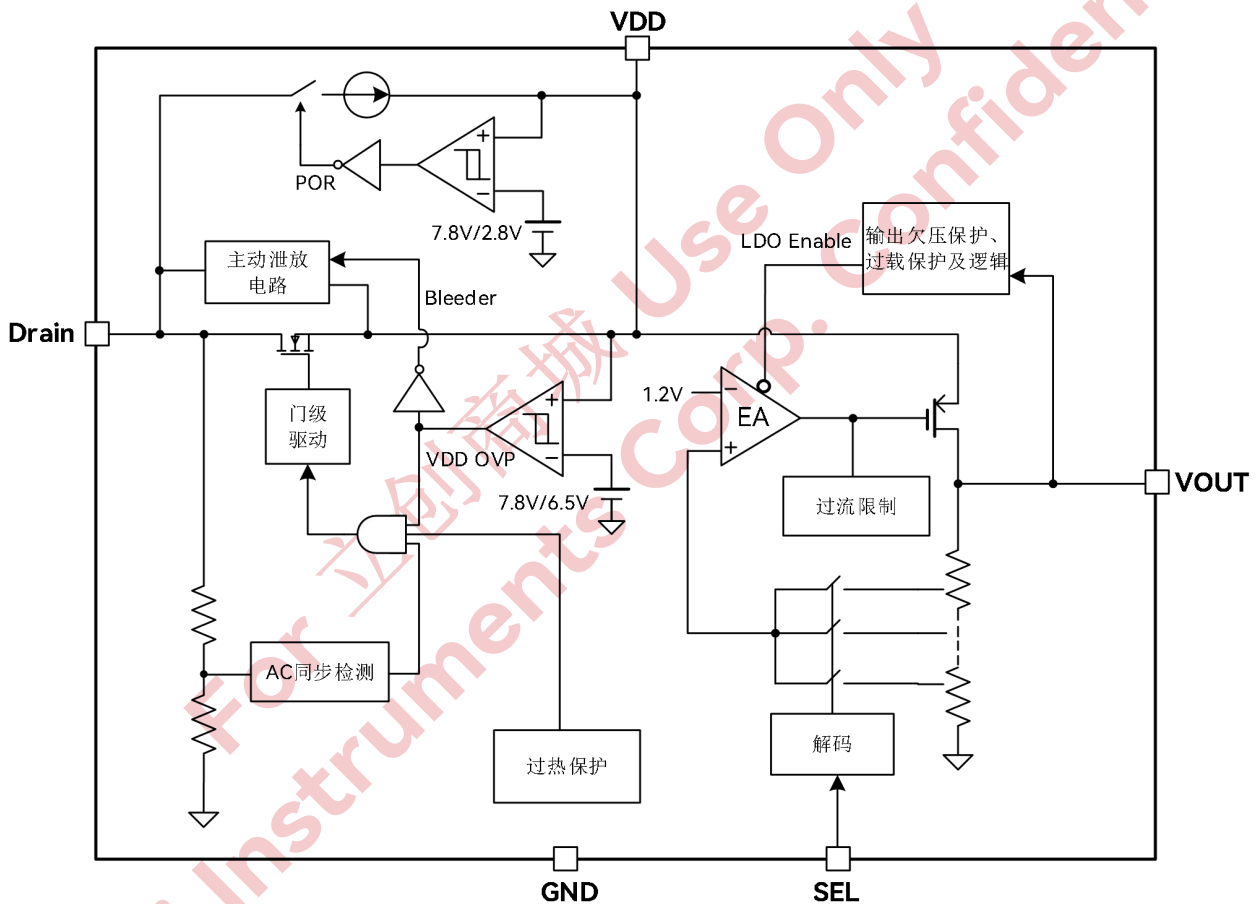 VDD
+
−
POR
7.8V/2.8V
主动泄放
电路
Bleeder
LDO Enable
输出欠压保护、
过载保护及逻辑
Drain
门级
驱动
+
−
VDD OVP
7.8V/6.5V
1.2V
−
EA
+
过流限制
VOUT
AC同步检测
过热保护
解码
GND
SEL
For 立创商城 Use Only
Instruments Corp. Confiden